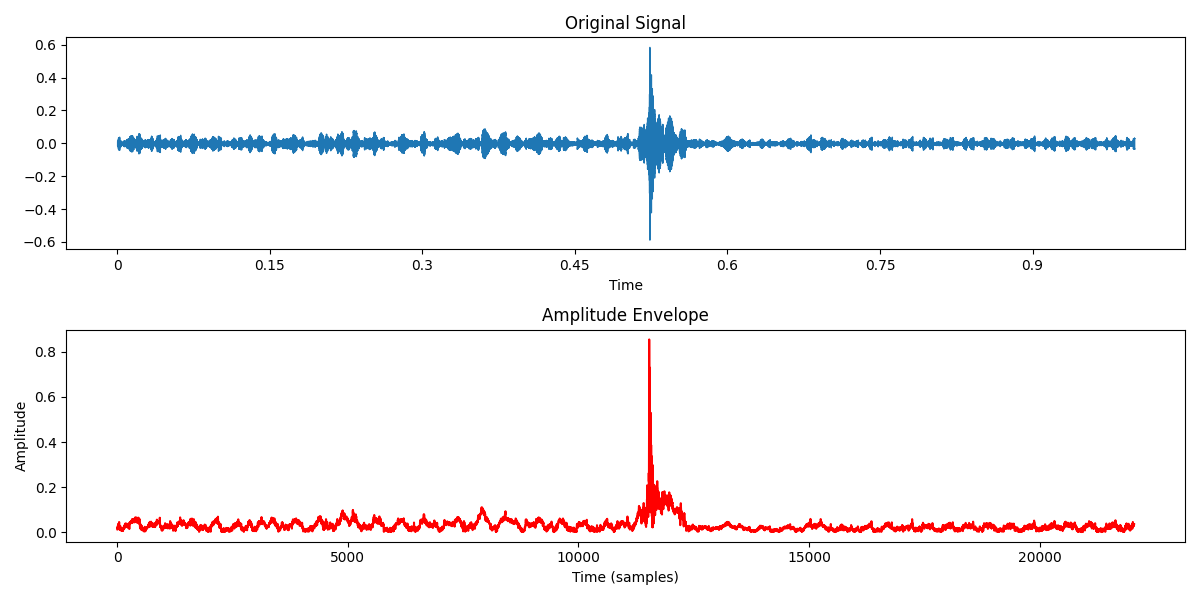 Original Signal
0.6
0.4
0.2
0.0
−0.2
−0.4
−0.6
0 0.15 0.3 0.45 0.6 0.75 0.9
Time
Amplitude Envelope
Amplitude
0.8
0.6
0.4
0.2
0.0
0 5000 10000 15000 20000
Time (samples)